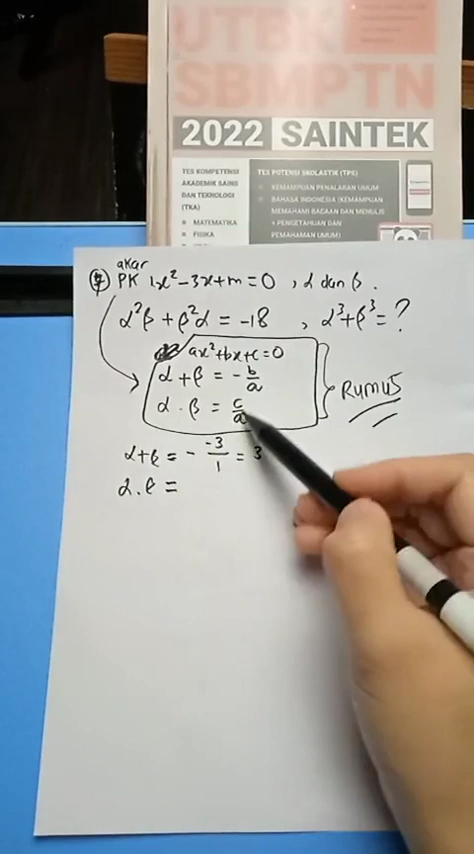 UTBK
SBMPTN
2022 SAINTEK
TES KOMPETENSI
AKADEMIK SAINS
DAN TEKNOLOGI
(TKA)
MATEMATIKA
FISIKA
TES POTENSI SKOLASTIK (TPS)
KEMAMPUAN PENALARAN UMUM
BAHASA INDONESIA (KEMAMPUAN
MEMAHAMI BACAAN DAN MENULIS
+ PENGETAHUAN DAN
PEMAHAMAN UMUM)
akar
PK 1x² - 3x + m = 0 , α dan β .
α²β + β²α = -18 , α³ + β³ = ?
ax² + bx + c = 0
α + β = - b/a
α . β = c/a
RUMUS
α + β = - -3/1 = 3
α . β =